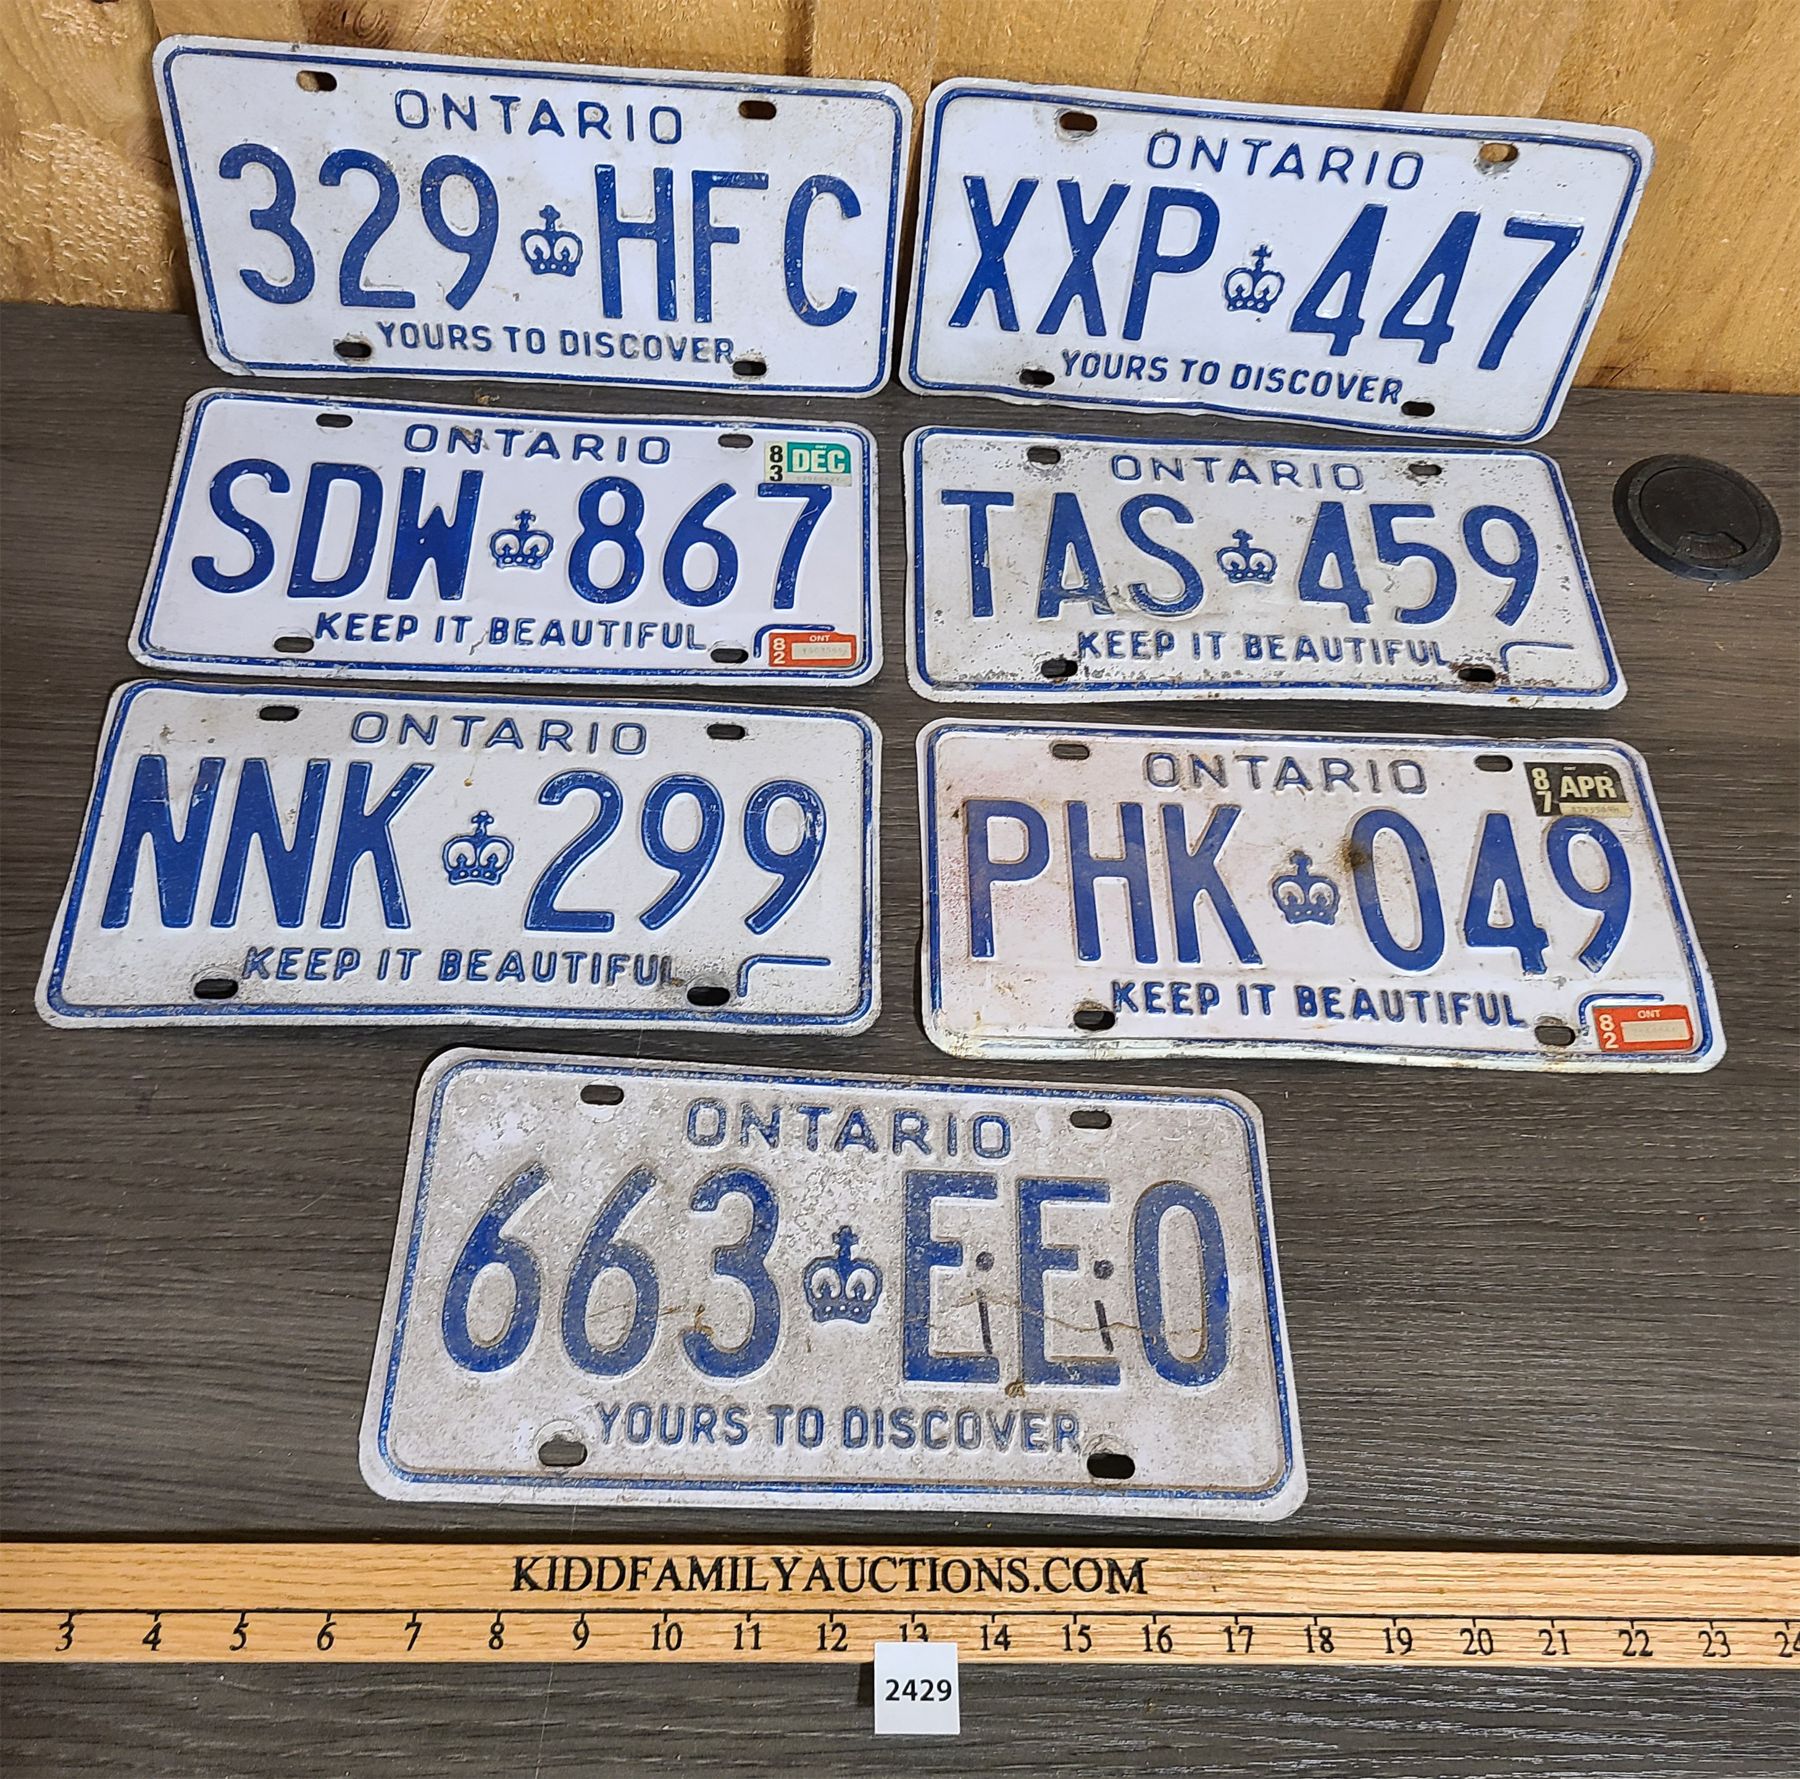 ONTARIO
329 HFC
YOURS TO DISCOVER
ONTARIO
XXP 447
YOURS TO DISCOVER
ONTARIO
83 DEC
SDW 867
KEEP IT BEAUTIFUL
82 ONT
ONTARIO
TAS 459
KEEP IT BEAUTIFUL
ONTARIO
NNK 299
KEEP IT BEAUTIFUL
ONTARIO
87 APR
PHK 049
KEEP IT BEAUTIFUL
82 ONT
ONTARIO
663 EEO
YOURS TO DISCOVER
KIDDFAMILYAUCTIONS.COM
3 4 5 6 7 8 9 10 11 12 13 14 15 16 17 18 19 20 21 22 23 24
2429